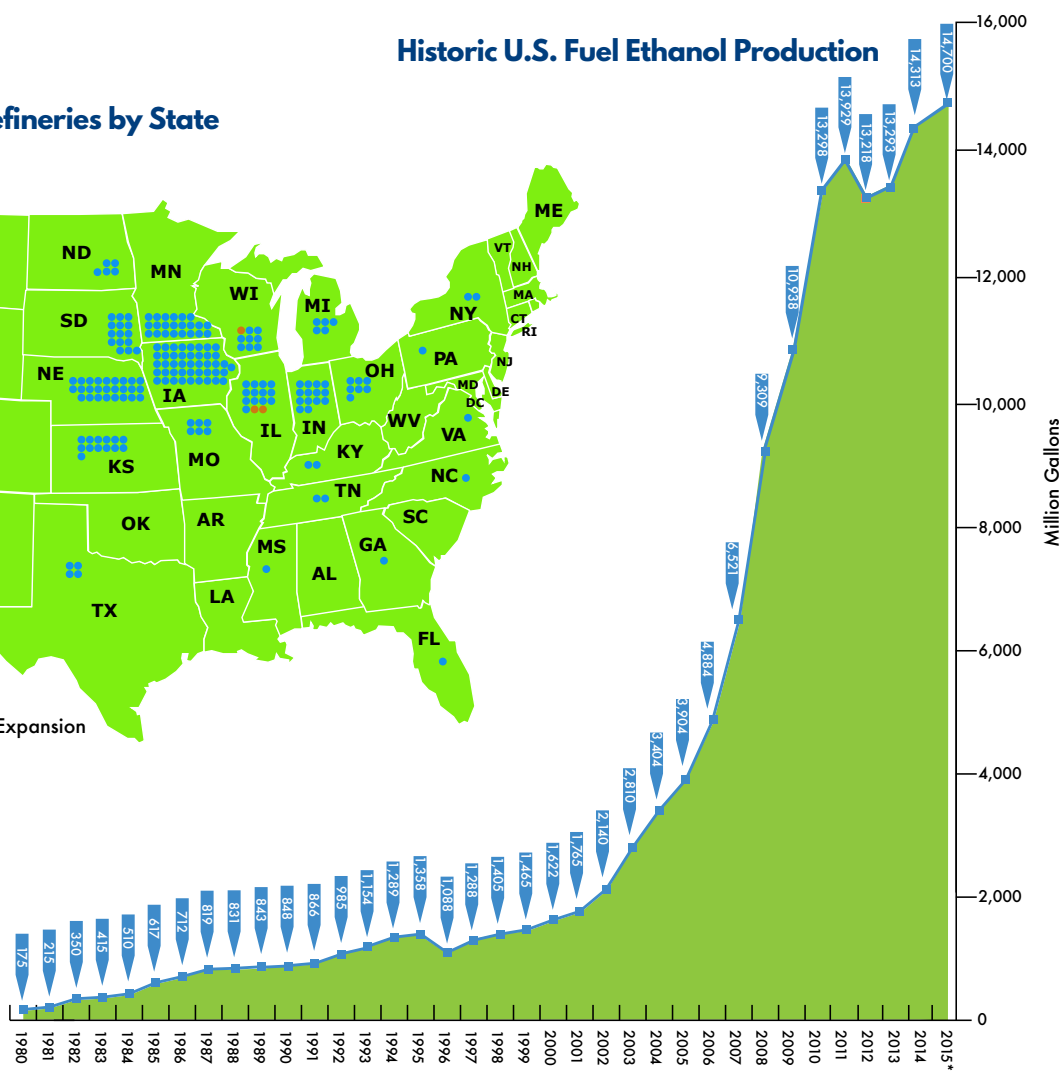 Historic U.S. Fuel Ethanol Production
efineries by State
ME
VT
NH
ND
MN
WI
MI
MA
NY
CT
RI
SD
PA
NJ
NE
OH
MD
DE
IA
DC
IL
IN
WV
VA
KY
MO
KS
NC
TN
OK
AR
SC
MS
GA
AL
LA
TX
FL
Expansion
175
215
350
415
510
617
712
819
831
843
848
866
985
1,154
1,289
1,358
1,088
1,288
1,405
1,465
1,622
1,765
2,140
2,810
3,404
3,904
4,884
6,521
9,309
10,938
13,298
13,929
13,218
13,293
14,313
14,700
16,000
14,000
12,000
10,000
8,000
6,000
4,000
2,000
0
Million Gallons
1980
1981
1982
1983
1984
1985
1986
1987
1988
1989
1990
1991
1992
1993
1994
1995
1996
1997
1998
1999
2000
2001
2002
2003
2004
2005
2006
2007
2008
2009
2010
2011
2012
2013
2014
2015*